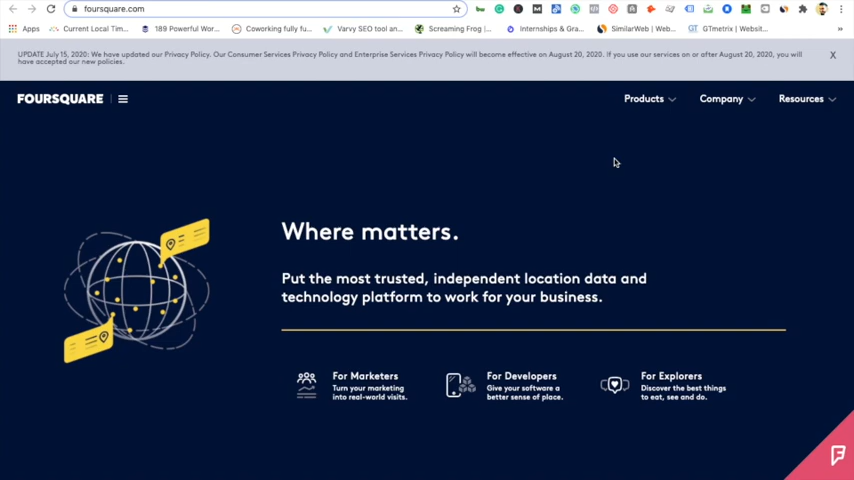 foursquare.com
Apps
Current Local Tim...
189 Powerful Wor...
Coworking fully fu...
Varvy SEO tool an...
Screaming Frog |...
Internships & Gra...
SimilarWeb | Web...
GTmetrix | Websit...
»
UPDATE July 15, 2020: We have updated our Privacy Policy. Our Consumer Services Privacy Policy and Enterprise Services Privacy Policy will become effective on August 20, 2020. If you use our services on or after August 20, 2020, you will
have accepted our new policies.
X
FOURSQUARE
Products
Company
Resources
Where matters.
Put the most trusted, independent location data and
technology platform to work for your business.
For Marketers
Turn your marketing
into real-world visits.
For Developers
Give your software a
better sense of place.
For Explorers
Discover the best things
to eat, see and do.